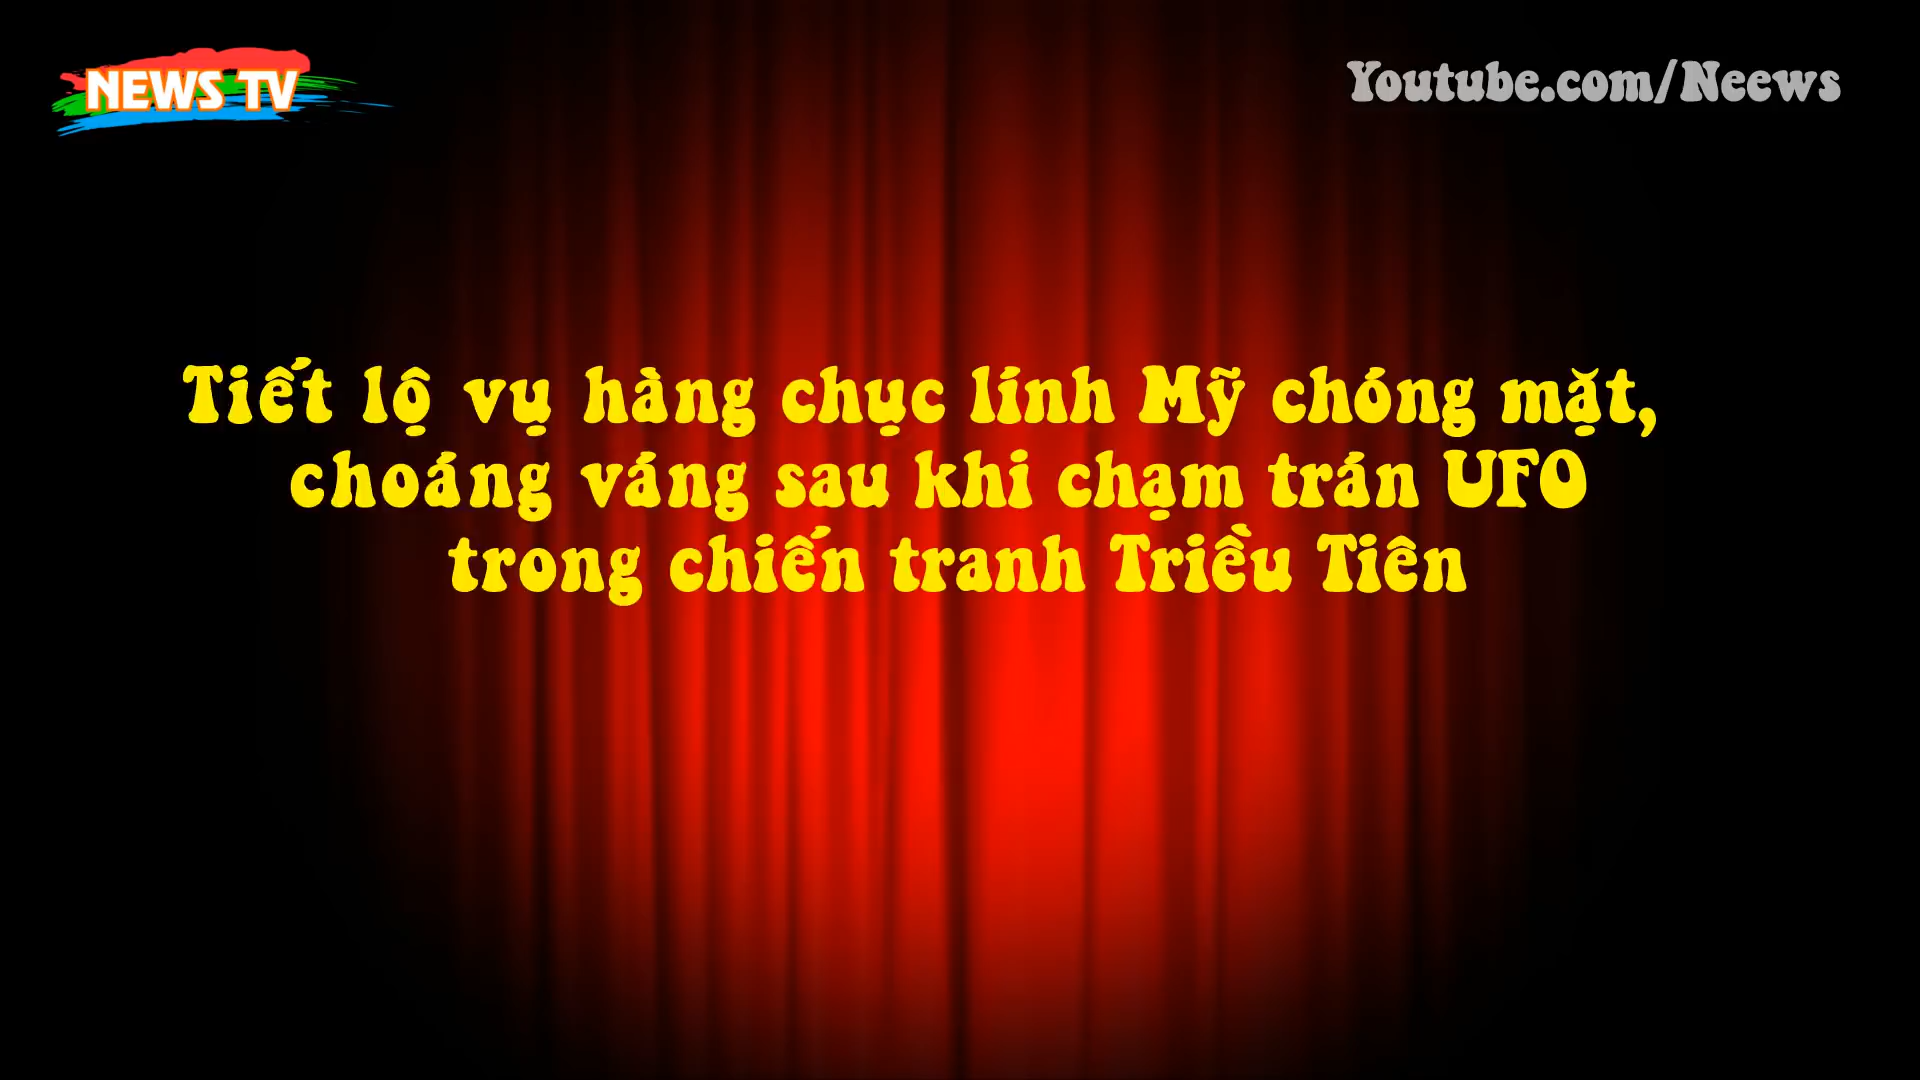 NEWS TV
Youtube.com/Neews
Tiết lộ vụ hàng chục lính Mỹ chóng mặt,
choáng váng sau khi chạm trán UFO
trong chiến tranh Triều Tiên